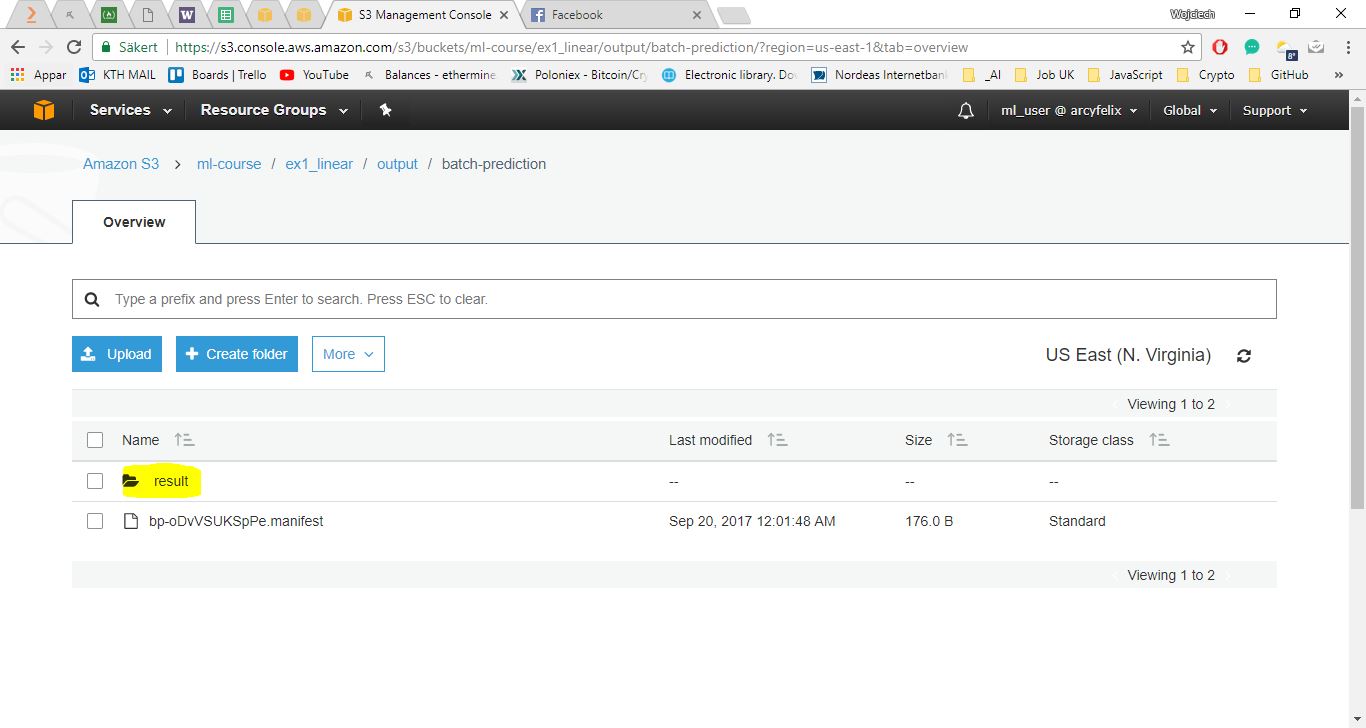 S3 Management Console
Facebook
Wojciech
Säkert https://s3.console.aws.amazon.com/s3/buckets/ml-course/ex1_linear/output/batch-prediction/?region=us-east-1&tab=overview
8°
Appar KTH MAIL Boards | Trello YouTube Balances - ethermine Poloniex - Bitcoin/Cry Electronic library. Do Nordeas Internetbank _AI Job UK JavaScript Crypto GitHub »
Services Resource Groups ml_user @ arcyfelix Global Support
Amazon S3 > ml-course / ex1_linear / output / batch-prediction
Overview
Type a prefix and press Enter to search. Press ESC to clear.
Upload + Create folder More US East (N. Virginia)
Viewing 1 to 2
Name Last modified Size Storage class
result -- -- --
bp-oDvVSUKSpPe.manifest Sep 20, 2017 12:01:48 AM 176.0 B Standard
Viewing 1 to 2